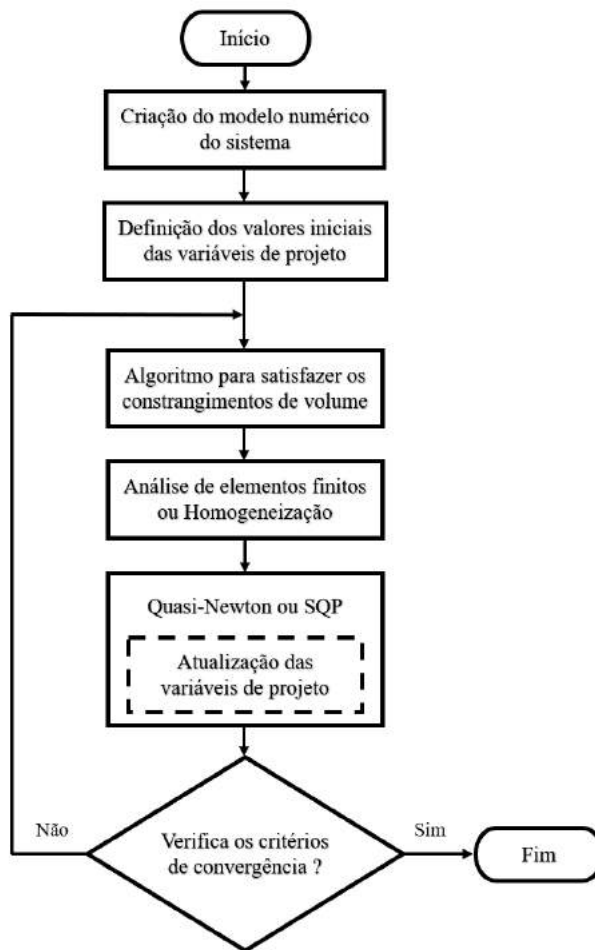 Início
Criação do modelo numérico
do sistema
Definição dos valores iniciais
das variáveis de projeto
Algoritmo para satisfazer os
constrangimentos de volume
Análise de elementos finitos
ou Homogeneização
Quasi-Newton ou SQP
Atualização das
variáveis de projeto
Não
Verifica os critérios
de convergência ?
Sim
Fim